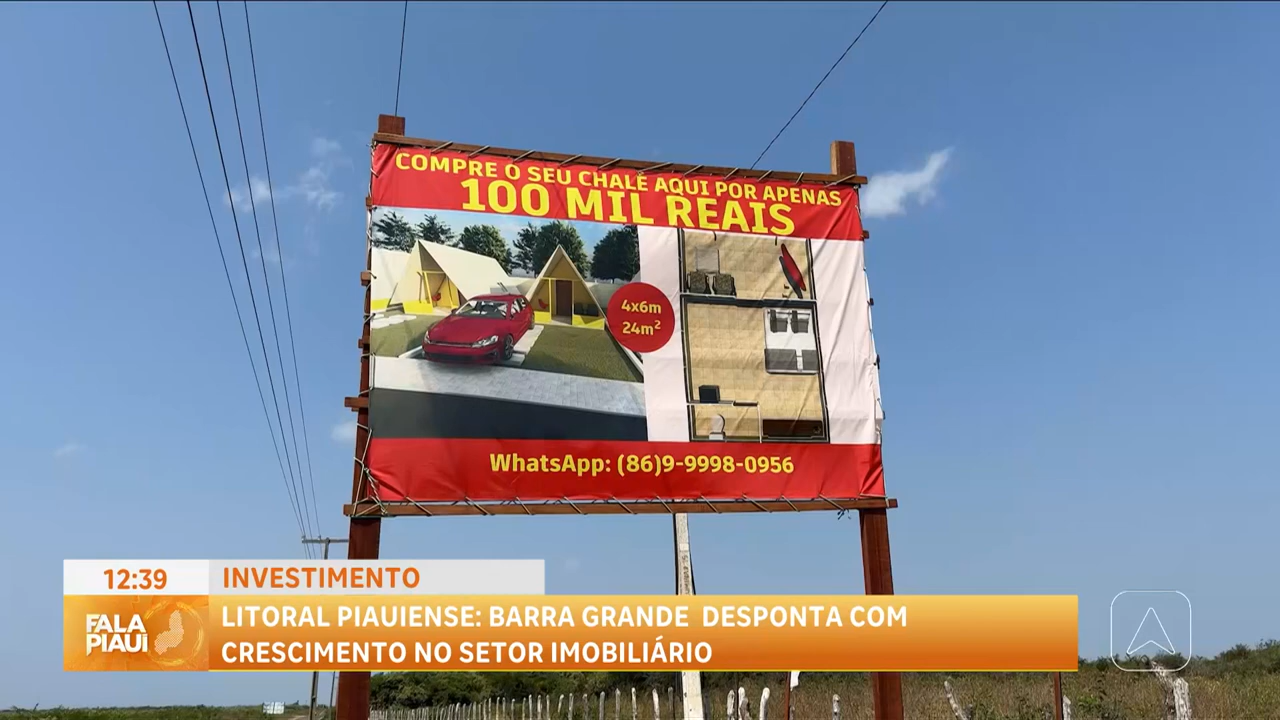 COMPRE O SEU CHALÉ AQUI POR APENAS
100 MIL REAIS
4x6m
24m²
WhatsApp: (86)9-9998-0956
12:39
INVESTIMENTO
FALA
PIAUÍ
LITORAL PIAUIENSE: BARRA GRANDE DESPONTA COM
CRESCIMENTO NO SETOR IMOBILIÁRIO